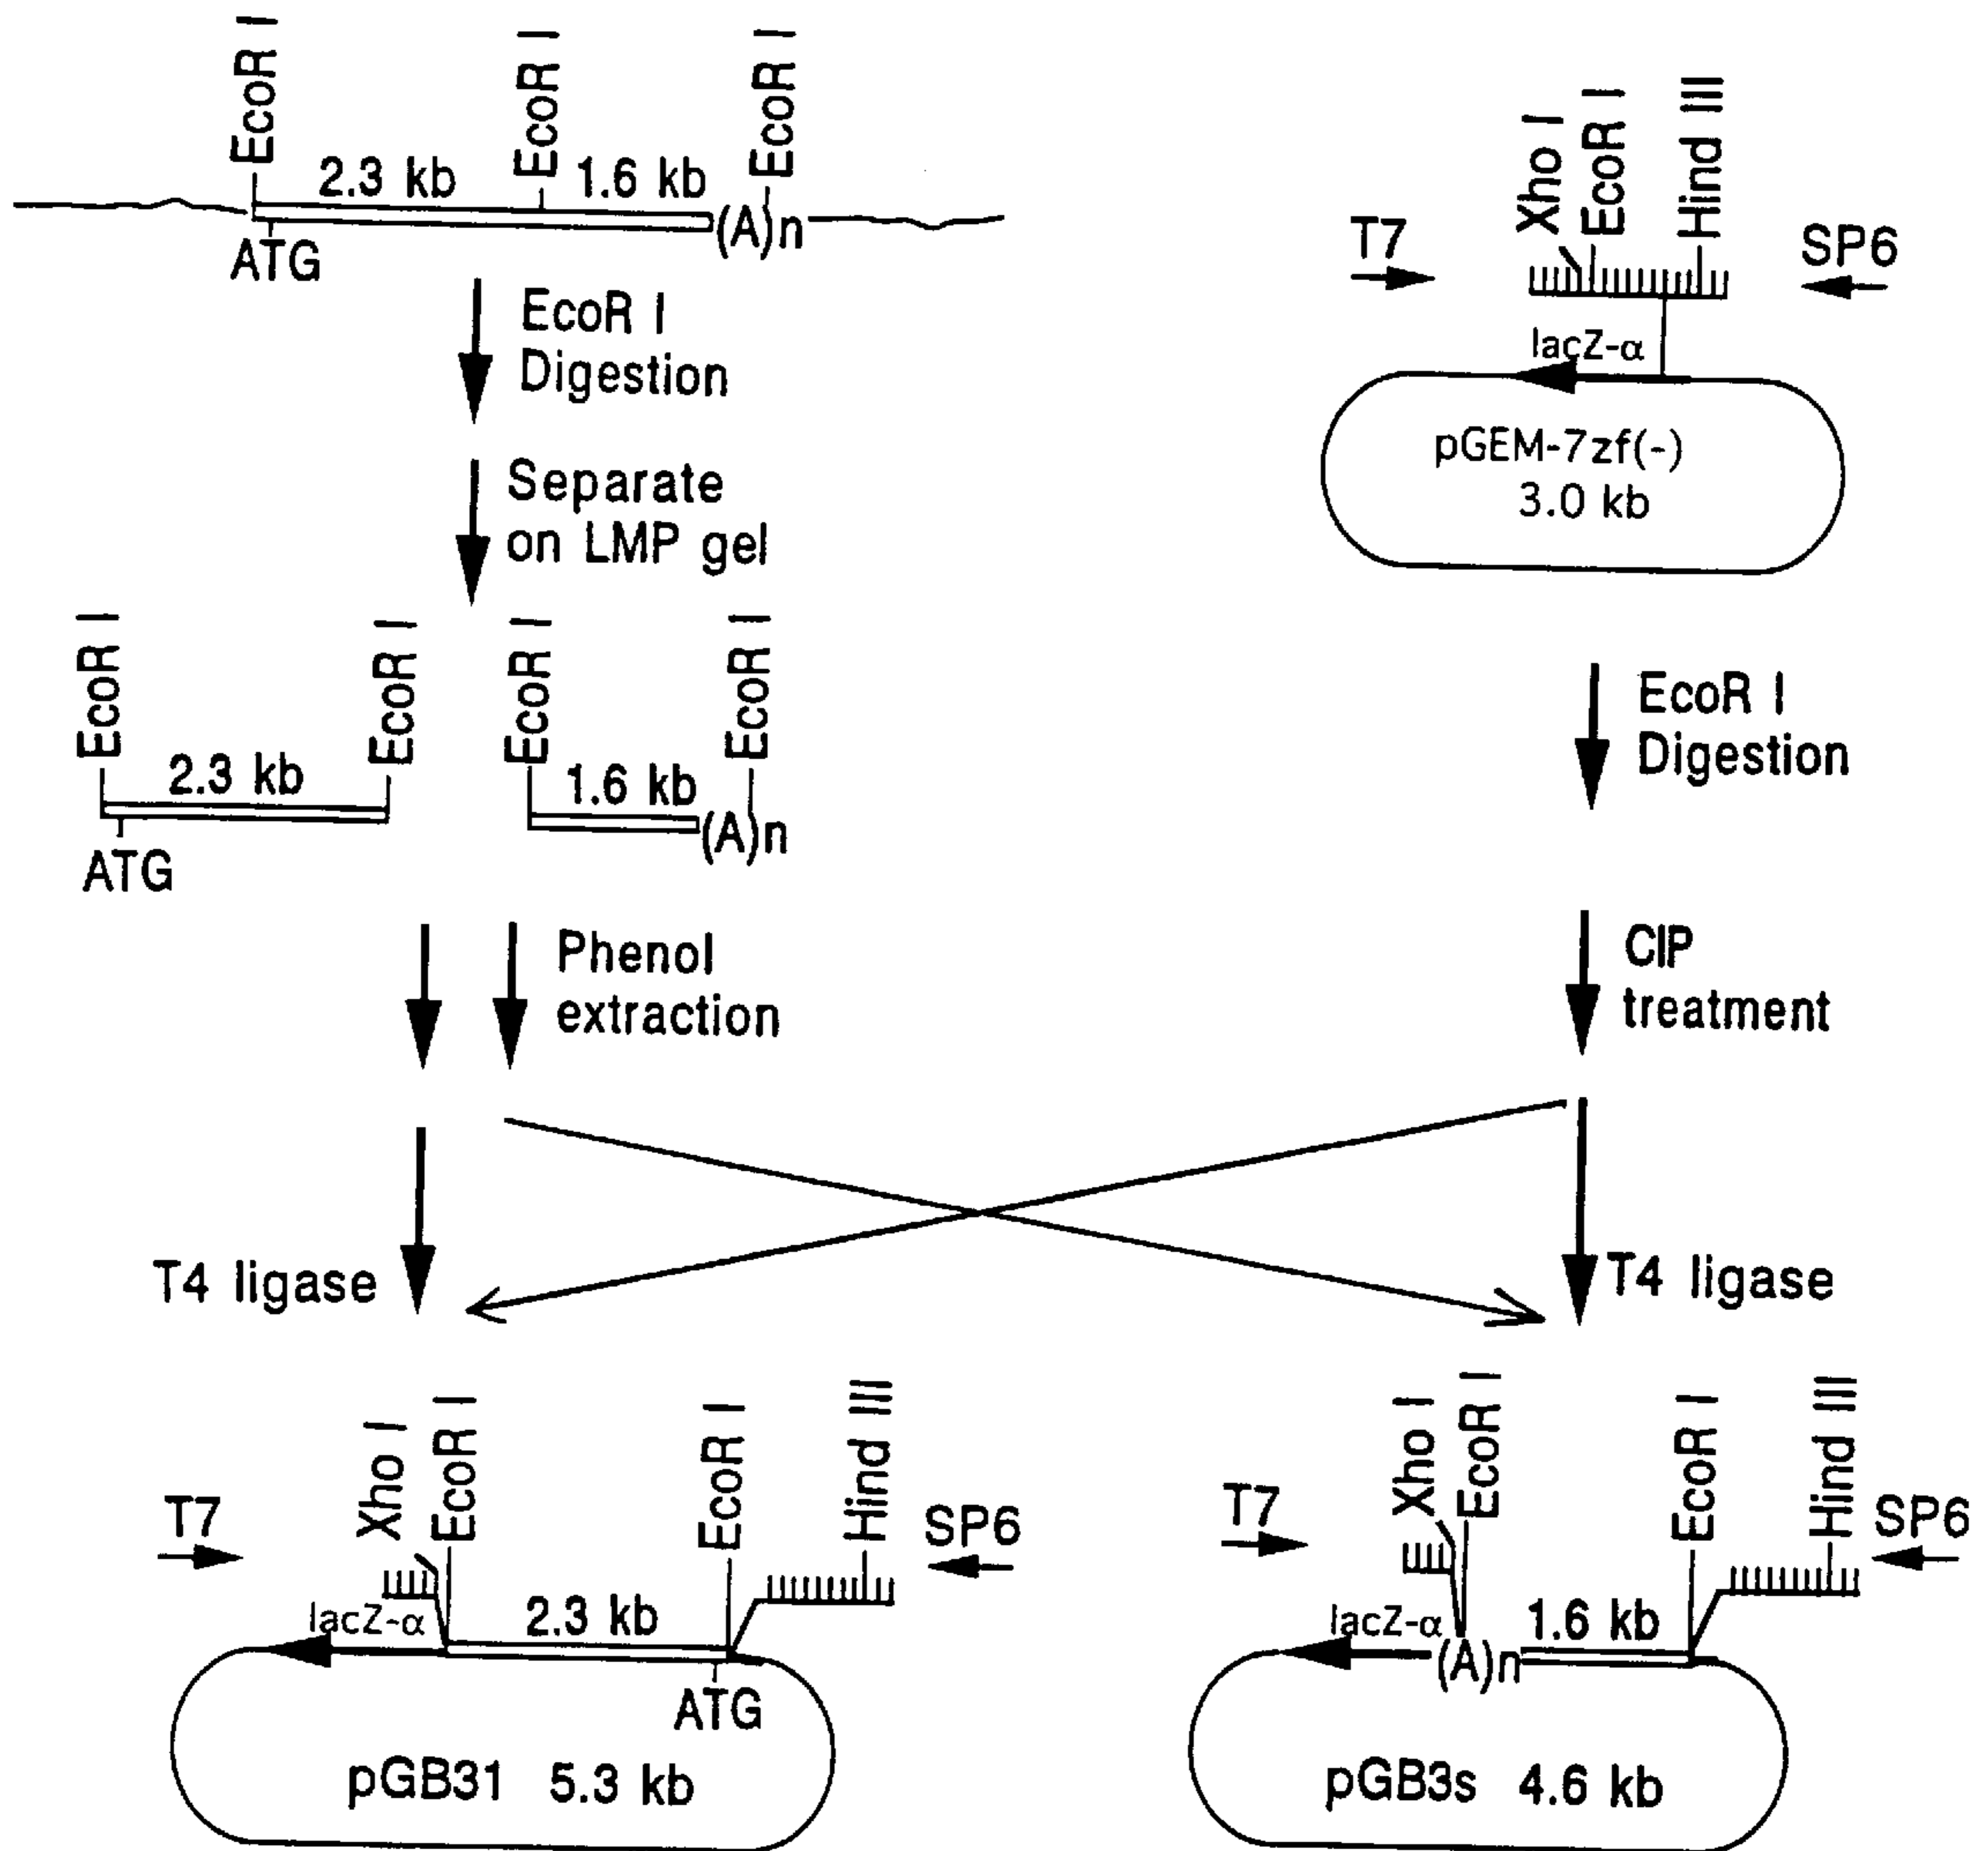 EcoR I
EcoR I
EcoR I
2.3 kb
1.6 kb
(A)n
ATG
EcoR I
Digestion
Separate
on LMP gel
EcoR I
EcoR I
EcoR I
EcoR I
2.3 kb
1.6 kb
(A)n
ATG
Phenol
extraction
T4 ligase
Xho I
EcoR I
Hind III
T7
SP6
lacZ-α
pGEM-7zf(-)
3.0 kb
EcoR I
Digestion
CIP
treatment
T4 ligase
Xho I
EcoR I
EcoR I
Hind III
T7
SP6
lacZ-α
2.3 kb
ATG
pGB31 5.3 kb
Xho I
EcoR I
EcoR I
Hind III
T7
SP6
lacZ-α
(A)n
1.6 kb
pGB3s 4.6 kb